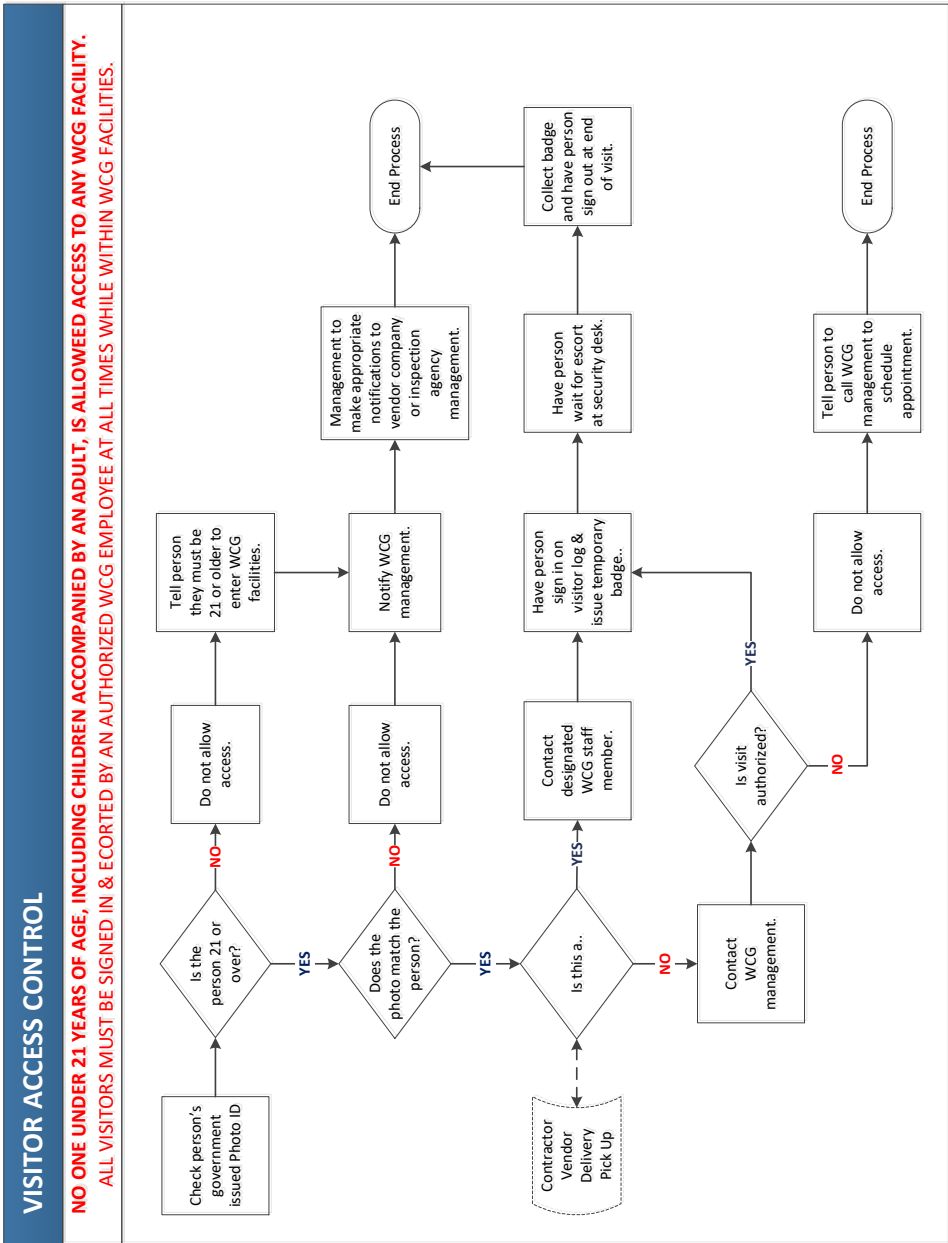 VISITOR ACCESS CONTROL
NO ONE UNDER 21 YEARS OF AGE, INCLUDING CHILDREN ACCOMPANIED BY AN ADULT, IS ALLOWEED ACCESS TO ANY WCG FACILITY.
ALL VISITORS MUST BE SIGNED IN & ECORTED BY AN AUTHORIZED WCG EMPLOYEE AT ALL TIMES WHILE WITHIN WCG FACILITIES.
Check person's
government
issued Photo ID
Is the
person 21 or
over?
NO
Do not allow
access.
Tell person
they must be
21 or older to
enter WCG
facilities.
YES
Does the
photo match the
person?
NO
Do not allow
access.
Notify WCG
management.
Management to
make appropriate
notifications to
vendor company
or inspection
agency
management.
End Process
YES
Contractor
Vendor
Delivery
Pick Up
Is this a..
YES
Contact
designated
WCG staff
member.
Have person
sign in on
visitor log &
issue temporary
badge..
Have person
wait for escort
at security desk.
Collect badge
and have person
sign out at end
of visit.
NO
Contact
WCG
management.
Is visit
authorized?
YES
NO
Do not allow
access.
Tell person to
call WCG
management to
schedule
appointment.
End Process